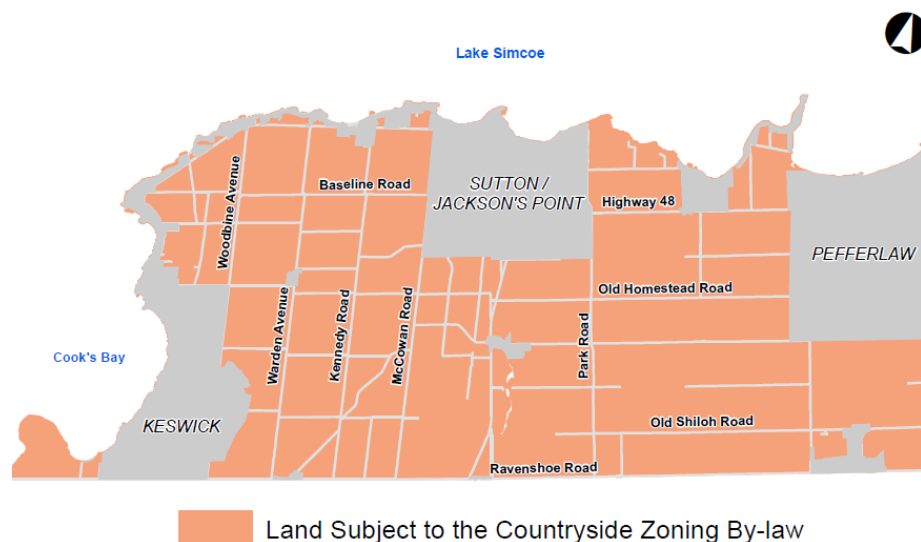 Lake Simcoe
Woodbine Avenue
Baseline Road
SUTTON /
JACKSON'S POINT
Highway 48
PEFFERLAW
Old Homestead Road
Warden Avenue
Kennedy Road
McCowan Road
Park Road
Cook's Bay
KESWICK
Old Shiloh Road
Ravenshoe Road
Land Subject to the Countryside Zoning By-law